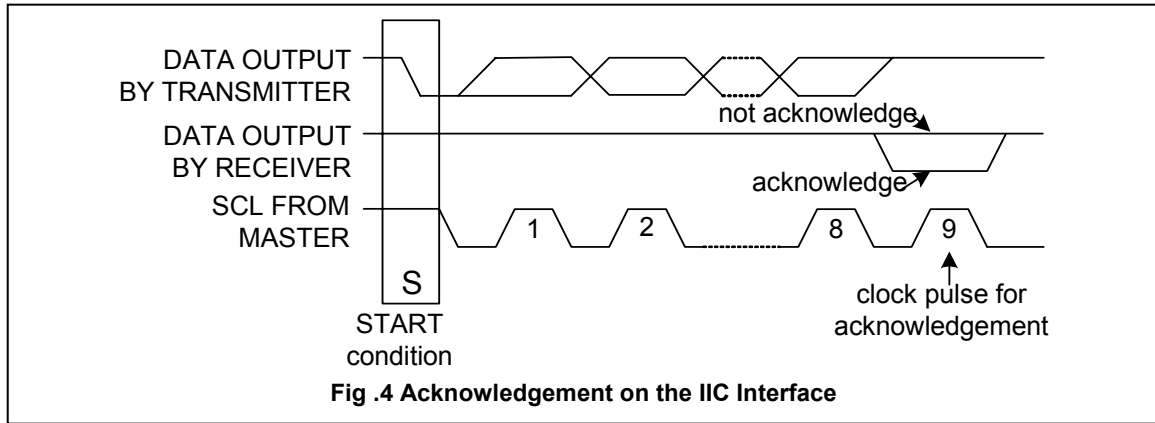 DATA OUTPUT
BY TRANSMITTER
not acknowledge
DATA OUTPUT
BY RECEIVER
acknowledge
SCL FROM
MASTER
1
2
8
9
S
START
condition
clock pulse for
acknowledgement
Fig .4 Acknowledgement on the IIC Interface